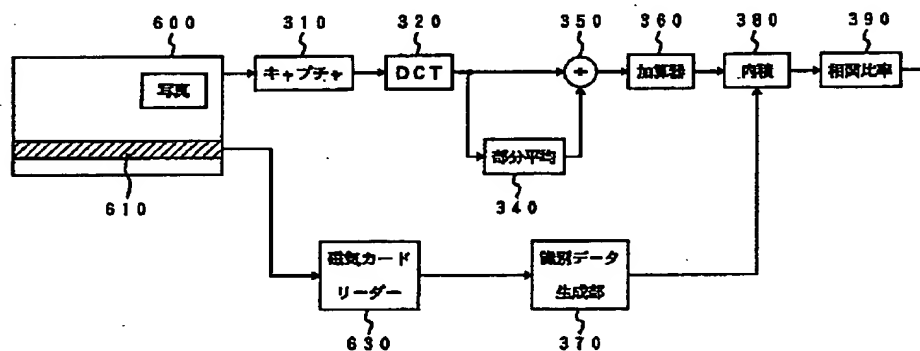 600
310
320
350
360
380
390
キャプチャ
DCT
÷
加算器
内積
相関比率
写真
部分平均
340
610
磁気カード
リーダー
630
識別データ
生成部
370